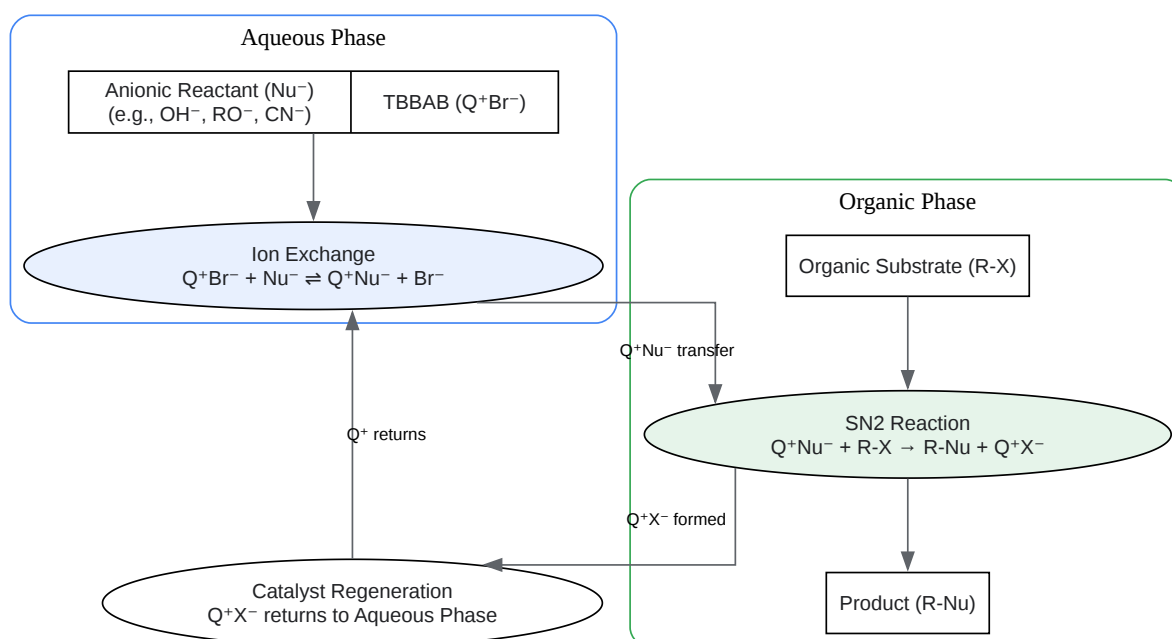 Aqueous Phase
Anionic Reactant (Nu⁻)
(e.g., OH⁻, RO⁻, CN⁻)
TBBAB (Q⁺Br⁻)
Ion Exchange
Q⁺Br⁻ + Nu⁻ ⇌ Q⁺Nu⁻ + Br⁻
Organic Phase
Organic Substrate (R-X)
Q⁺Nu⁻ transfer
SN2 Reaction
Q⁺Nu⁻ + R-X → R-Nu + Q⁺X⁻
Q⁺ returns
Q⁺X⁻ formed
Catalyst Regeneration
Q⁺X⁻ returns to Aqueous Phase
Product (R-Nu)